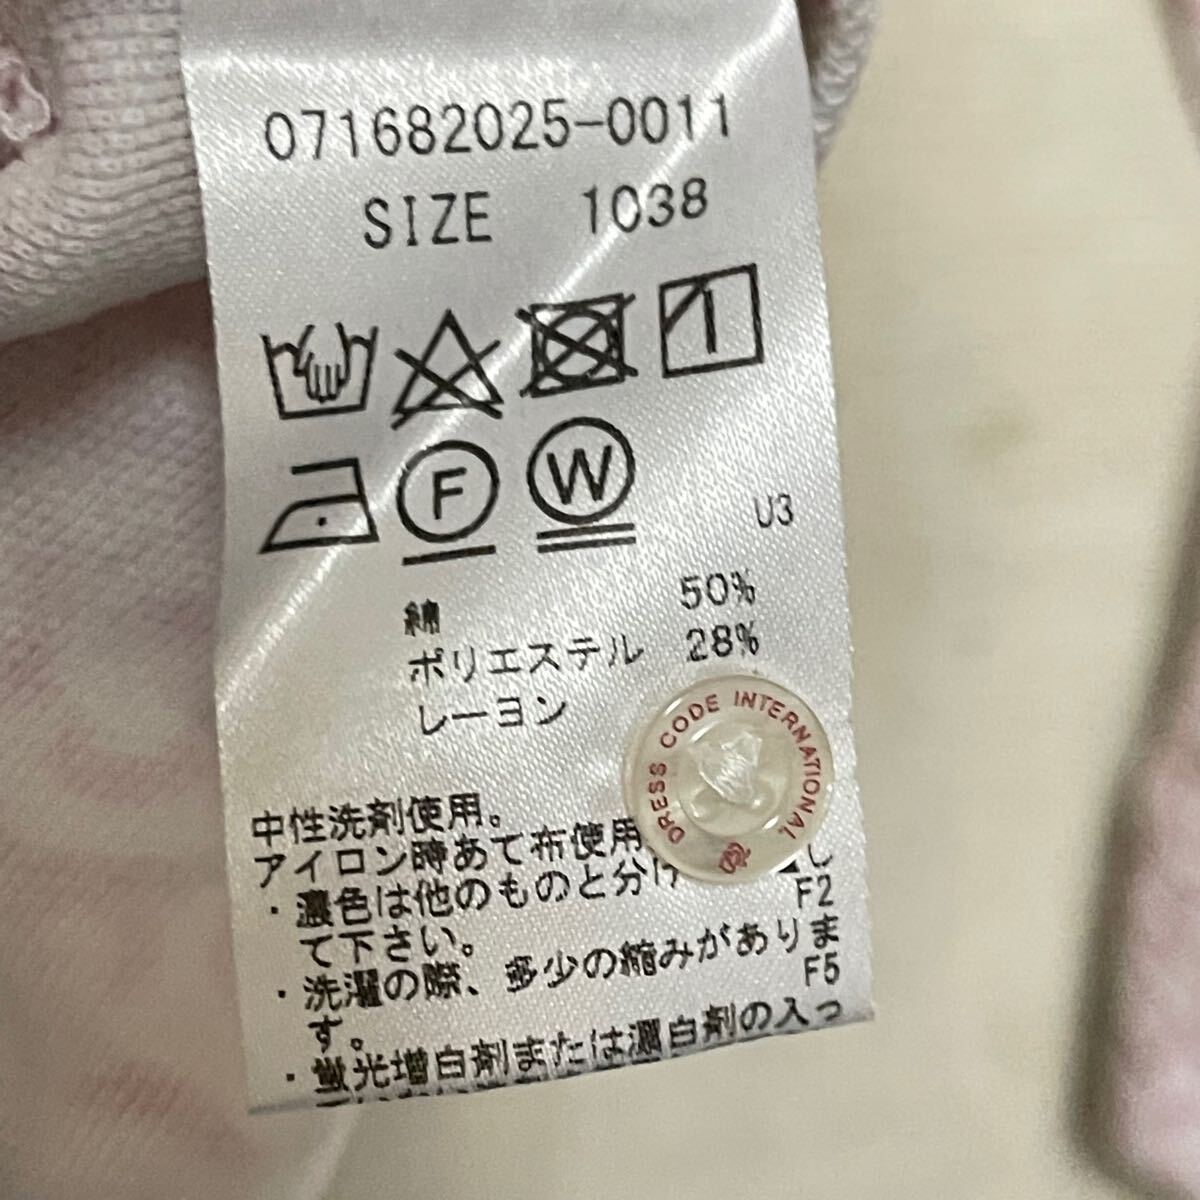 071682025-0011
SIZE 1038
F W
U3
綿 50%
ポリエステル 28%
レーヨン
DRESS CODE INTERNATIONAL
中性洗剤使用。
アイロン時あて布使用
・濃色は他のものと分け し
F2
て下さい。
・洗濯の際、多少の縮みがありま
F5
す。
・蛍光増白剤または漂白剤の入っ